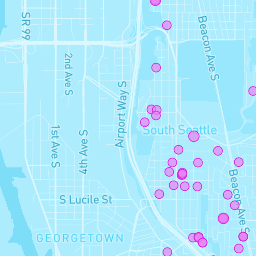 SR 99
2nd Ave S
Airport Way S
Beacon Ave S
South Seattle
1st Ave S
4th Ave S
S Lucile St
Beacon Ave S
GEORGETOWN